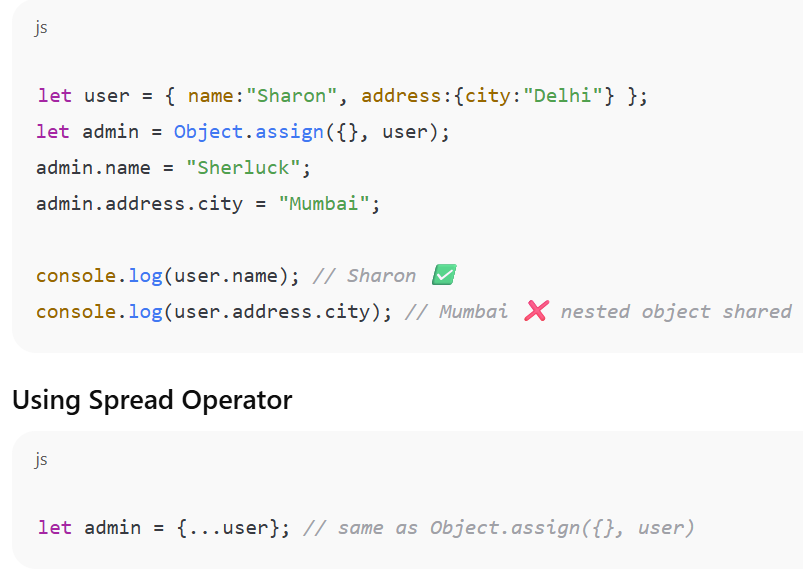 js
let user = { name:"Sharon", address:{city:"Delhi"} };
let admin = Object.assign({}, user);
admin.name = "Sherluck";
admin.address.city = "Mumbai";
console.log(user.name); // Sharon ✅
console.log(user.address.city); // Mumbai ❌ nested object shared
Using Spread Operator
js
let admin = {...user}; // same as Object.assign({}, user)